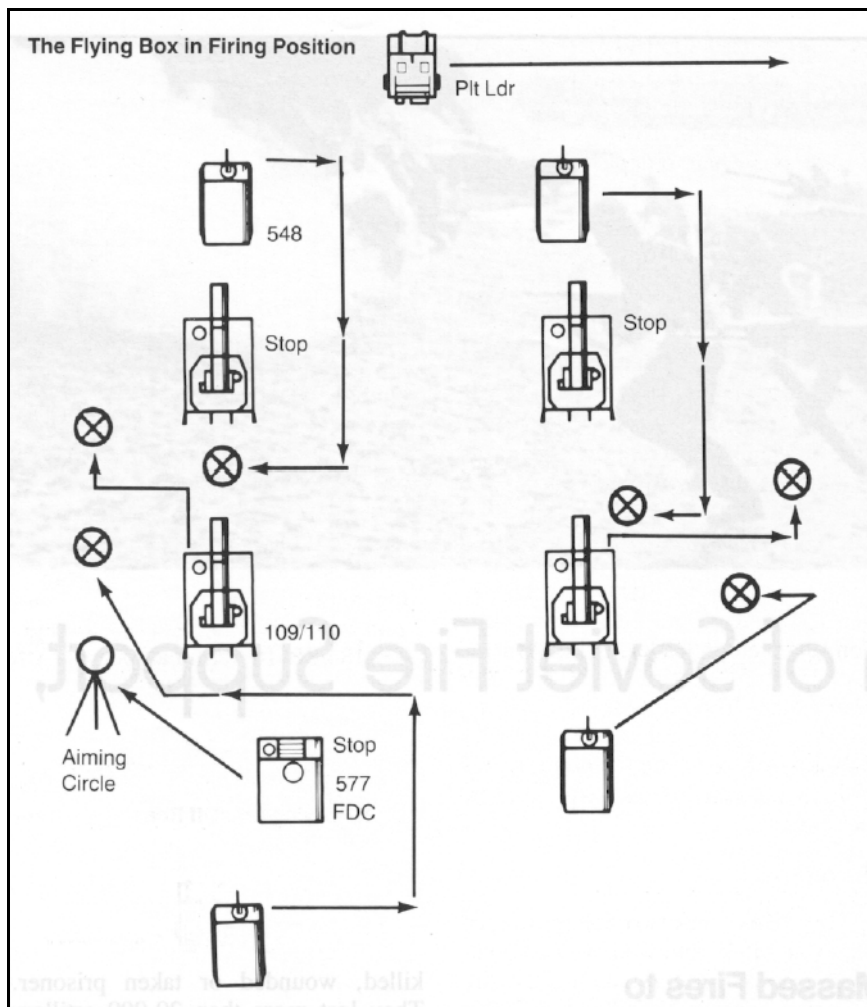 The Flying Box in Firing Position
Plt Ldr
548
Stop
Stop
109/110
of Soviet Fire Support,
Aiming
Circle
Stop
577
FDC
killed, wounded or taken prisoner.
Fires to